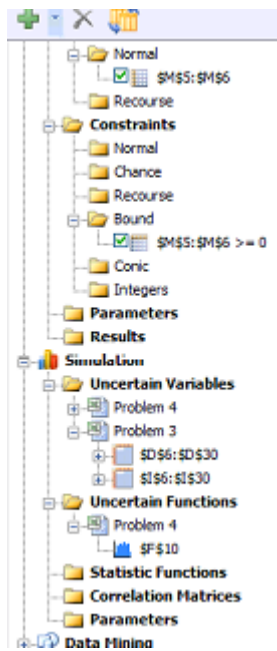 Normal
$M$5:$M$6
Recourse
Constraints
Normal
Chance
Recourse
Bound
$M$5:$M$6 >= 0
Conic
Integers
Parameters
Results
Simulation
Uncertain Variables
Problem 4
Problem 3
$D$6:$D$30
$I$6:$I$30
Uncertain Functions
Problem 4
$F$10
Statistic Functions
Correlation Matrices
Parameters
Data Mining